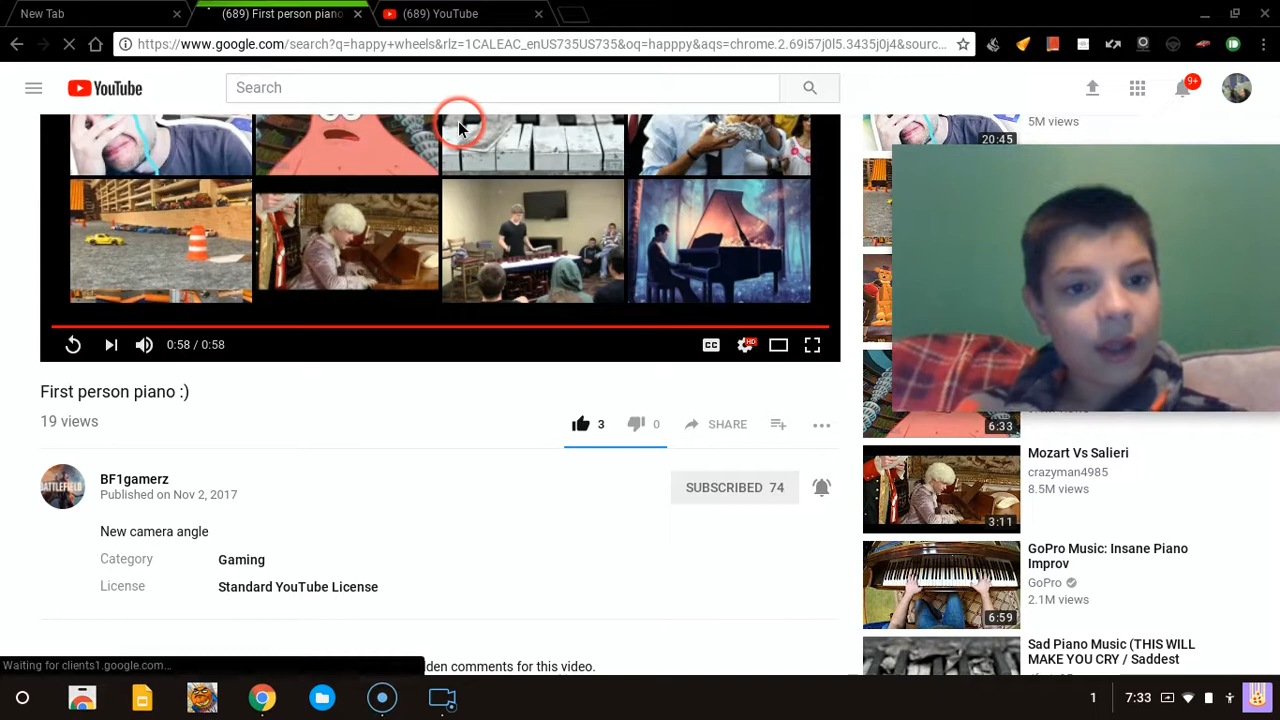 New Tab
(689) First person piano
(689) YouTube
https://www.google.com/search?q=happy+wheels&rlz=1CALEAC_enUS735US735&oq=happpy&aqs=chrome.2.69i57j0l5.3435j0j4&sourc...
YouTube
Search
9+
5M views
20:45
0:58 / 0:58
CC
HD
6:33
First person piano :)
19 views
3
0
SHARE
BATTLEFIELD
BF1gamerz
Published on Nov 2, 2017
SUBSCRIBED 74
New camera angle
Category
Gaming
License
Standard YouTube License
Mozart Vs Salieri
crazyman4985
8.5M views
3:11
GoPro Music: Insane Piano
Improv
GoPro
2.1M views
6:59
Sad Piano Music (THIS WILL
MAKE YOU CRY / Saddest
Waiting for clients1.google.com...
comments for this video.
1
7:33